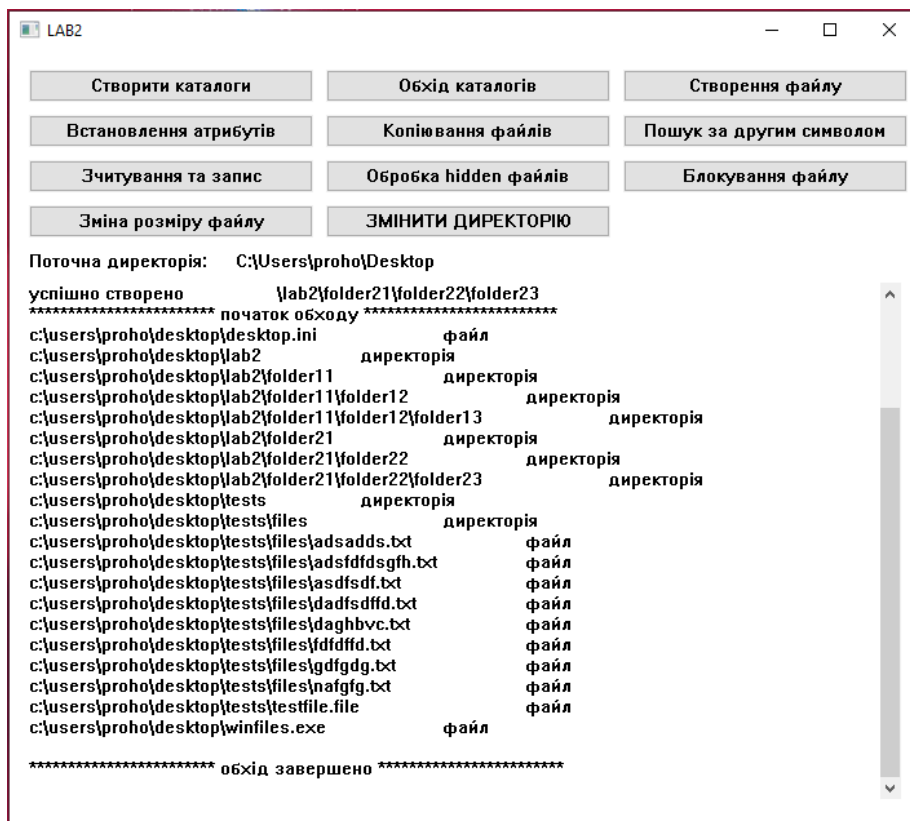 LAB2
Створити каталоги Обхід каталогів Створення файлу
Встановлення атрибутів Копіювання файлів Пошук за другим символом
Зчитування та запис Обробка hidden файлів Блокування файлу
Зміна розміру файлу ЗМІНИТИ ДИРЕКТОРІЮ
Поточна директорія: C:\Users\proho\Desktop
успішно створено \lab2\folder21\folder22\folder23
************************ початок обходу *************************
c:\users\proho\desktop\desktop.ini файл
c:\users\proho\desktop\lab2 директорія
c:\users\proho\desktop\lab2\folder11 директорія
c:\users\proho\desktop\lab2\folder11\folder12 директорія
c:\users\proho\desktop\lab2\folder11\folder12\folder13 директорія
c:\users\proho\desktop\lab2\folder21 директорія
c:\users\proho\desktop\lab2\folder21\folder22 директорія
c:\users\proho\desktop\lab2\folder21\folder22\folder23 директорія
c:\users\proho\desktop\tests директорія
c:\users\proho\desktop\tests\files директорія
c:\users\proho\desktop\tests\files\adsadds.txt файл
c:\users\proho\desktop\tests\files\adsfdfdsgfh.txt файл
c:\users\proho\desktop\tests\files\asdfsdf.txt файл
c:\users\proho\desktop\tests\files\dadfsdffd.txt файл
c:\users\proho\desktop\tests\files\daghbvc.txt файл
c:\users\proho\desktop\tests\files\fdfdffd.txt файл
c:\users\proho\desktop\tests\files\gdfgdg.txt файл
c:\users\proho\desktop\tests\files\nafgfg.txt файл
c:\users\proho\desktop\tests\testfile.file файл
c:\users\proho\desktop\winfiles.exe файл
************************ обхід завершено ************************